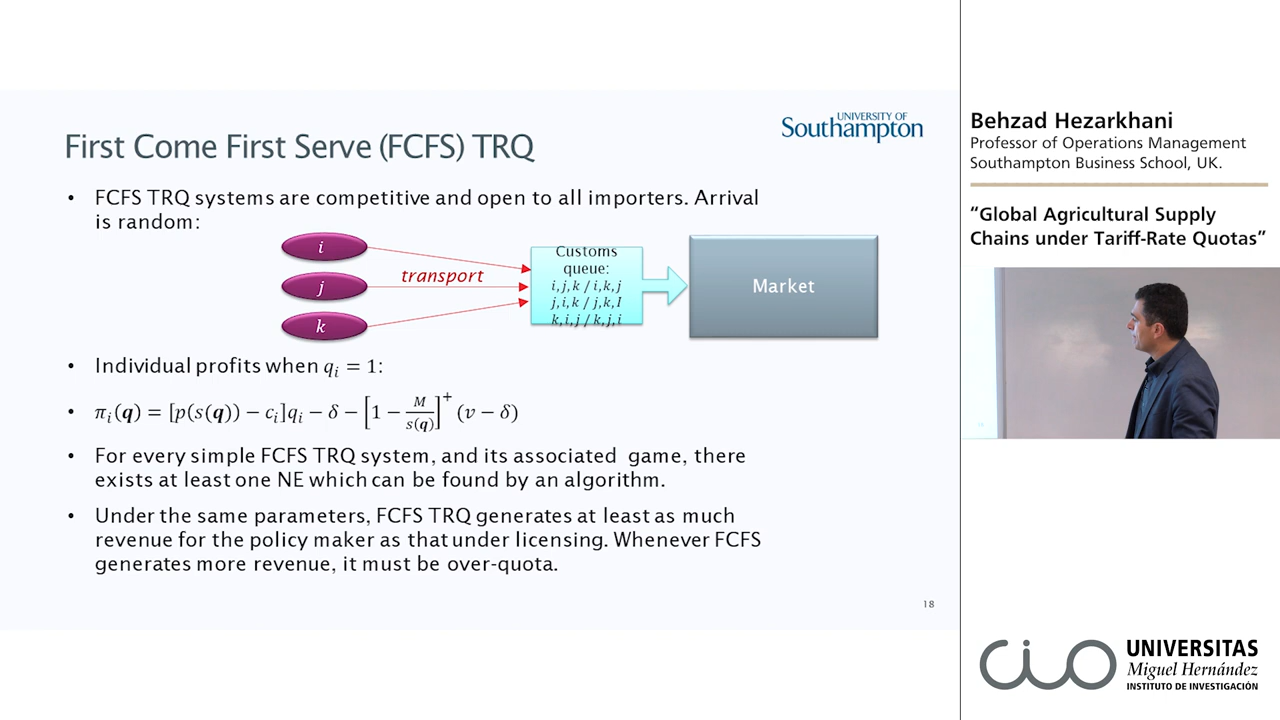 First Come First Serve (FCFS) TRQ
UNIVERSITY OF
Southampton
• FCFS TRQ systems are competitive and open to all importers. Arrival
is random:
i
j
k
transport
Customs
queue:
i,j,k / i,k,j
j,i,k / j,k,I
k,i,j / k,j,i
Market
• Individual profits when qᵢ = 1:
• πᵢ(𝒒) = [p(s(𝒒)) − cᵢ]qᵢ − δ − [1 − M/s(𝒒)]⁺ (v − δ)
• For every simple FCFS TRQ system, and its associated game, there
exists at least one NE which can be found by an algorithm.
• Under the same parameters, FCFS TRQ generates at least as much
revenue for the policy maker as that under licensing. Whenever FCFS
generates more revenue, it must be over-quota.
18
Behzad Hezarkhani
Professor of Operations Management
Southampton Business School, UK.
“Global Agricultural Supply
Chains under Tariff-Rate Quotas”
cio
UNIVERSITAS
Miguel Hernández
INSTITUTO DE INVESTIGACIÓN